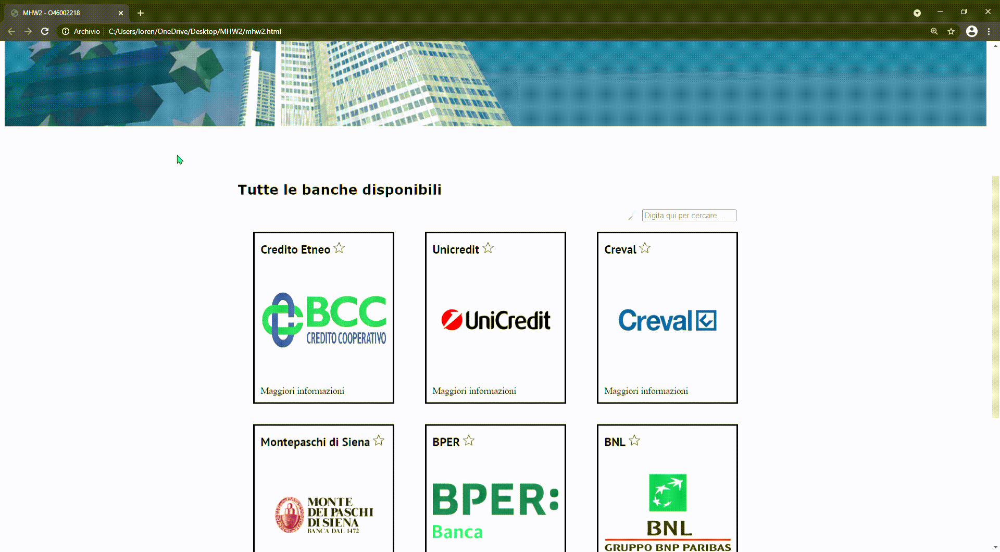 MHW2 - O46002218
Archivio C:/Users/loren/OneDrive/Desktop/MHW2/mhw2.html
Tutte le banche disponibili
Digita qui per cercare....
Credito Etneo
Unicredit
Creval
BCC
CREDITO COOPERATIVO
UniCredit
Creval
Maggiori informazioni
Maggiori informazioni
Maggiori informazioni
Montepaschi di Siena
BPER
BNL
MONTE
DEI PASCHI
DI SIENA
BANCA DAL 1472
BPER:
Banca
BNL
GRUPPO BNP PARIBAS